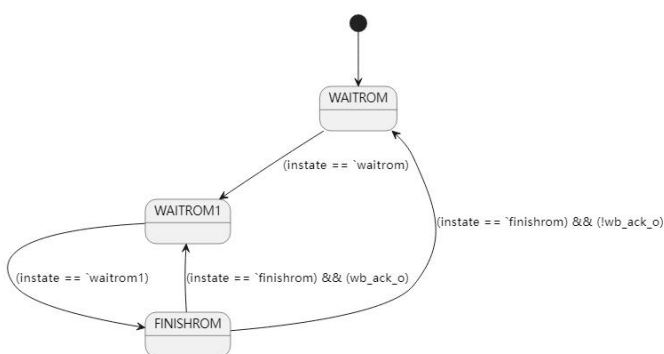 WAITROM
(instate == `waitrom)
WAITROM1
(instate == `finishrom) && (!wb_ack_o)
(instate == `waitrom1)
(instate == `finishrom) && (wb_ack_o)
FINISHROM